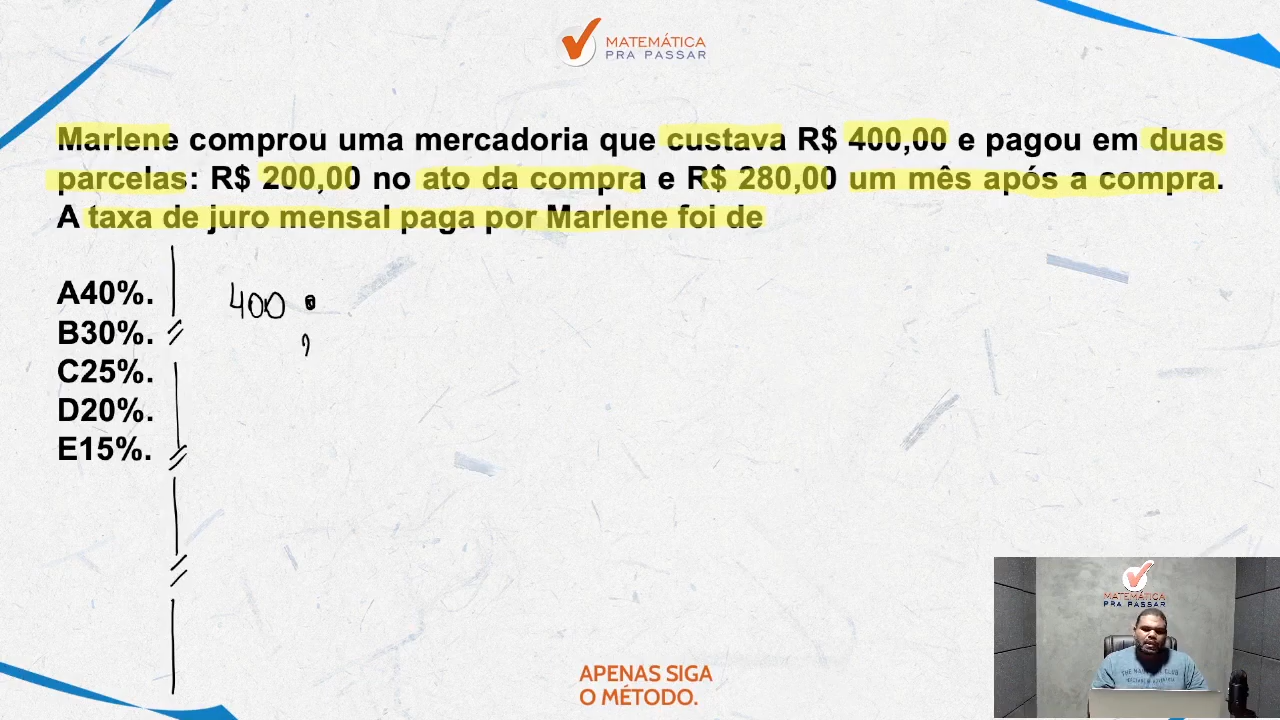 MATEMÁTICA
PRA PASSAR
Marlene comprou uma mercadoria que custava R$ 400,00 e pagou em duas
parcelas: R$ 200,00 no ato da compra e R$ 280,00 um mês após a compra.
A taxa de juro mensal paga por Marlene foi de
A40%.
B30%.
C25%.
D20%.
E15%.
400
APENAS SIGA
O MÉTODO.
MATEMÁTICA
PRA PASSAR